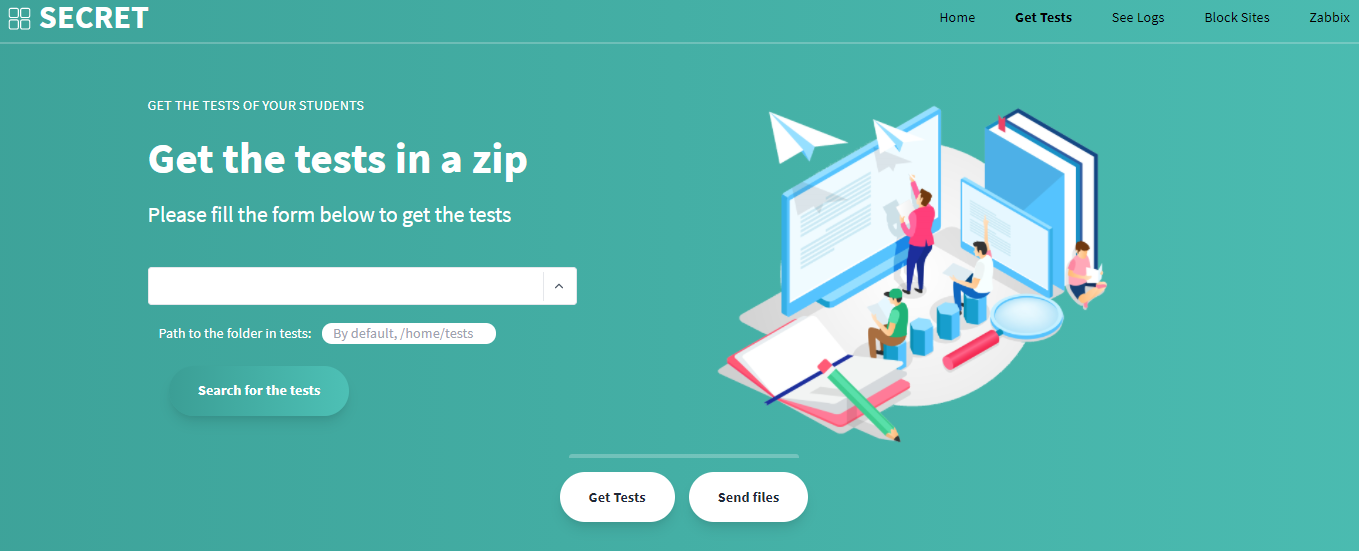 SECRET
Home
Get Tests
See Logs
Block Sites
Zabbix
GET THE TESTS OF YOUR STUDENTS
Get the tests in a zip
Please fill the form below to get the tests
Path to the folder in tests: By default, /home/tests
Search for the tests
Get Tests
Send files